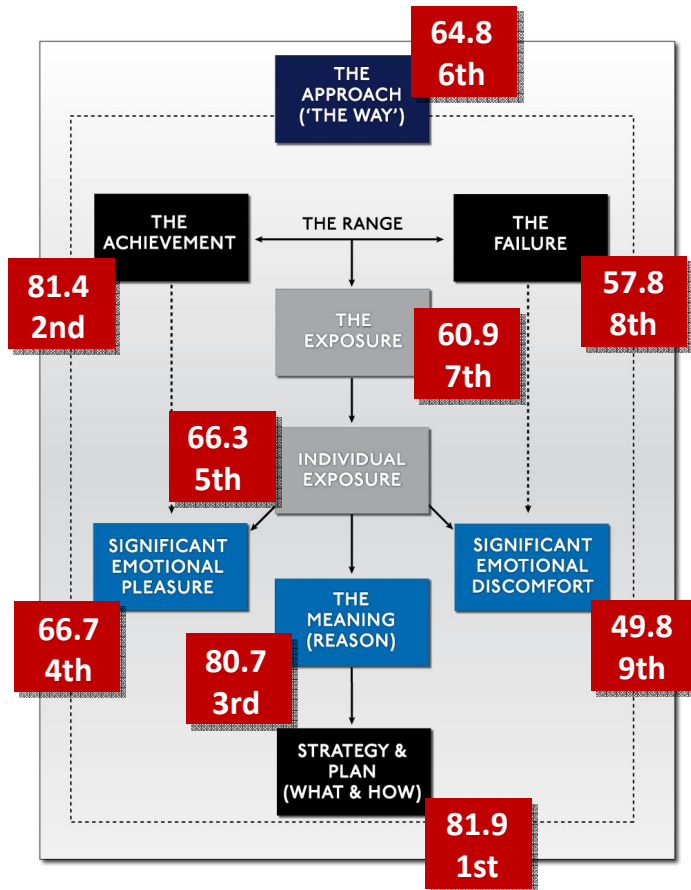 64.8
6th
THE
APPROACH
('THE WAY')
THE
ACHIEVEMENT
THE RANGE
THE
FAILURE
81.4
2nd
57.8
8th
THE
EXPOSURE
60.9
7th
66.3
5th
INDIVIDUAL
EXPOSURE
SIGNIFICANT
EMOTIONAL
PLEASURE
SIGNIFICANT
EMOTIONAL
DISCOMFORT
THE
MEANING
(REASON)
66.7
4th
49.8
9th
80.7
3rd
STRATEGY &
PLAN
(WHAT & HOW)
81.9
1st